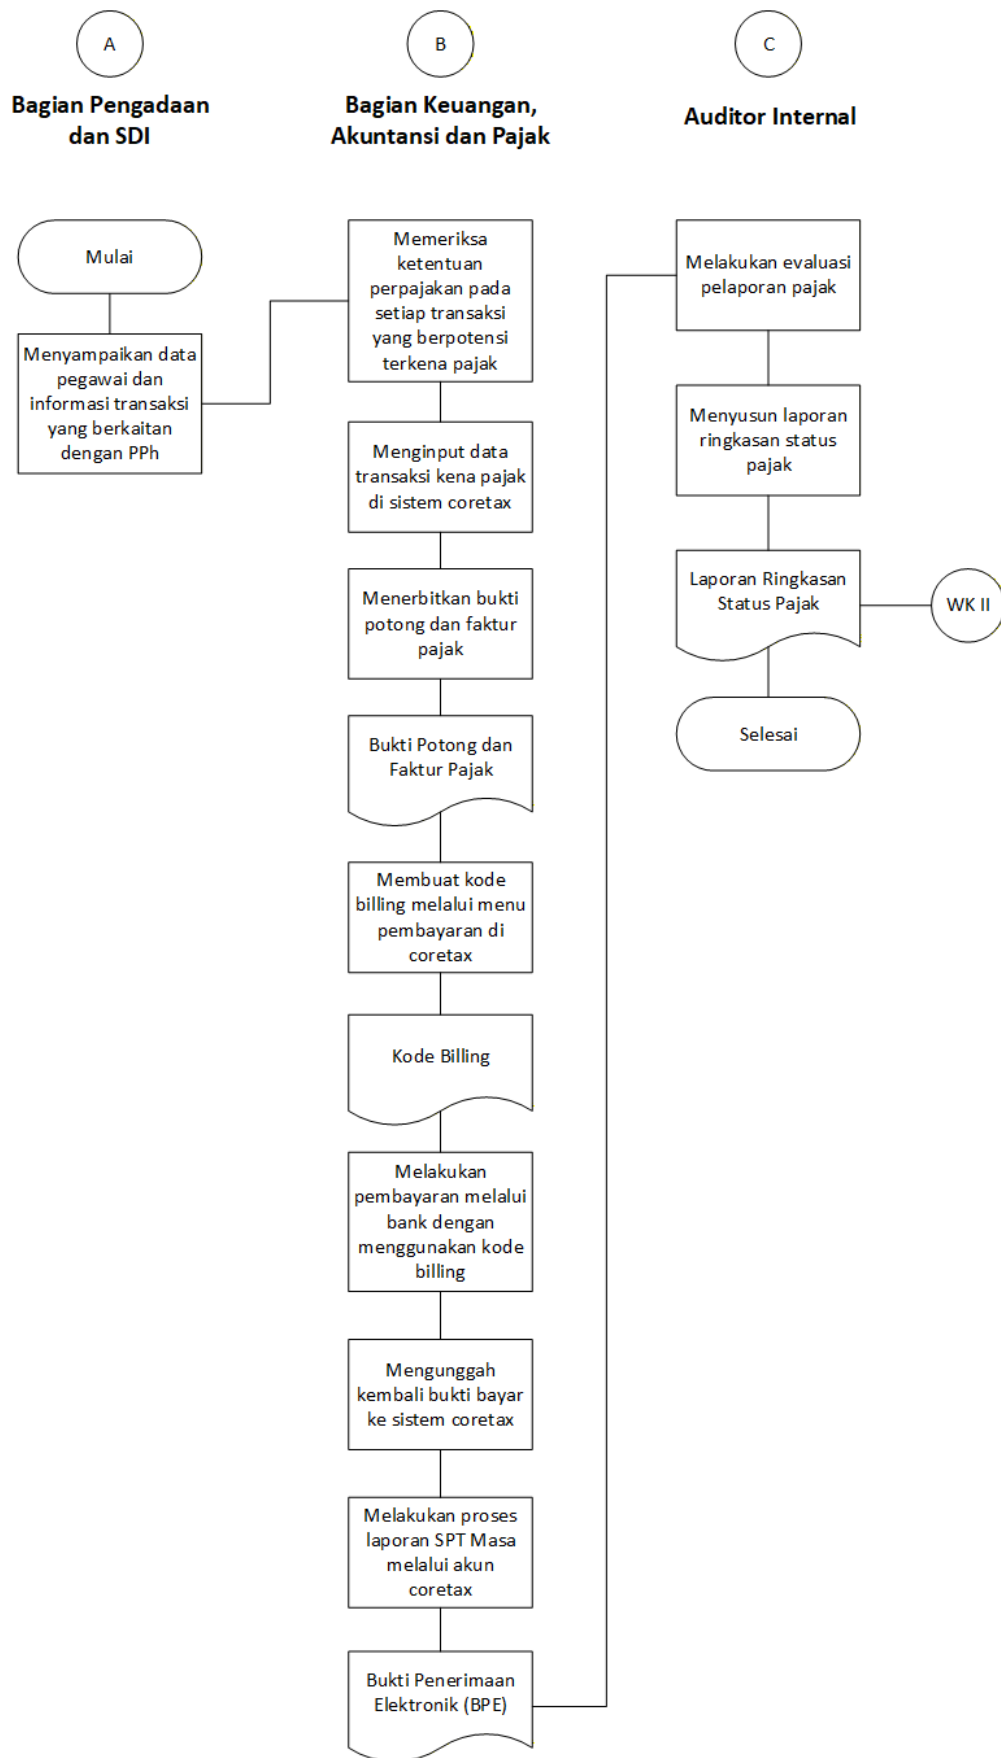 A
Bagian Pengadaan
dan SDI
Mulai
Menyampaikan data
pegawai dan
informasi transaksi
yang berkaitan
dengan PPh
B
Bagian Keuangan,
Akuntansi dan Pajak
Memeriksa
ketentuan
perpajakan pada
setiap transaksi
yang berpotensi
terkena pajak
Menginput data
transaksi kena pajak
di sistem coretax
Menerbitkan bukti
potong dan faktur
pajak
Bukti Potong dan
Faktur Pajak
Membuat kode
billing melalui menu
pembayaran di
coretax
Kode Billing
Melakukan
pembayaran melalui
bank dengan
menggunakan kode
billing
Mengunggah
kembali bukti bayar
ke sistem coretax
Melakukan proses
laporan SPT Masa
melalui akun
coretax
Bukti Penerimaan
Elektronik (BPE)
C
Auditor Internal
Melakukan evaluasi
pelaporan pajak
Menyusun laporan
ringkasan status
pajak
Laporan Ringkasan
Status Pajak
WK II
Selesai